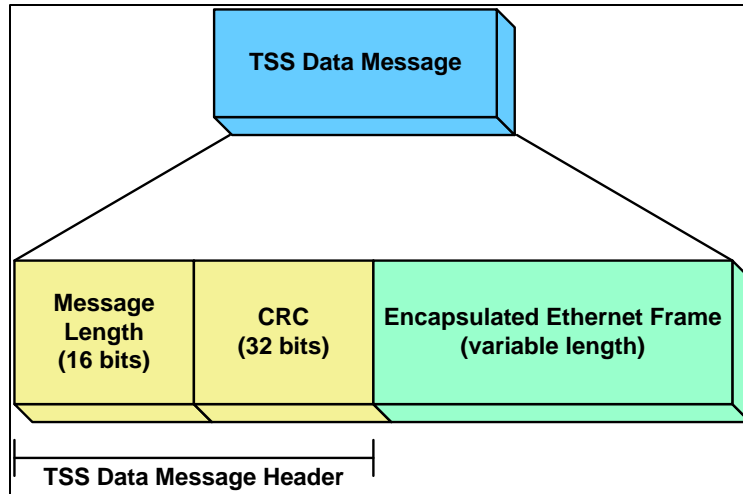 TSS Data Message
Message
Length
(16 bits)
CRC
(32 bits)
Encapsulated Ethernet Frame
(variable length)
TSS Data Message Header